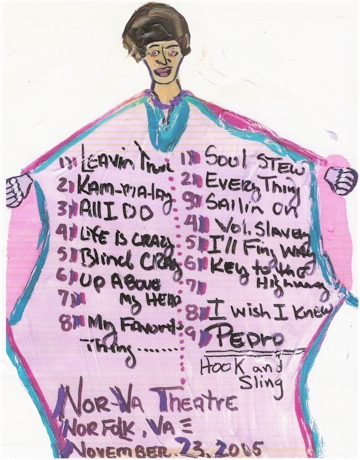 1) Leavin Trunk
2) Kam-ma-lay
3) All I DO
4) Life is crazy
5) Blind Crazy
6) Up Above
7) my Head
8) My Favorite
Thing.......
1) Soul Stew
2) Every Thing
3) Sailin On
4) Vol. Slavery
5) I'll Find Way
6) Key to the
7) Highway
8) I wish I Knew
9) Pedro
Hook and
Sling
Nor-Va Theatre
Norfolk, VA
November. 23, 2005